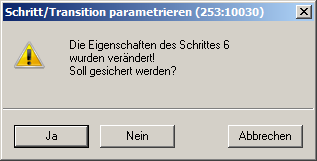 Schritt/Transition parametrieren (253:10030)
Die Eigenschaften des Schrittes 6
wurden verändert!
Soll gesichert werden?
Ja
Nein
Abbrechen